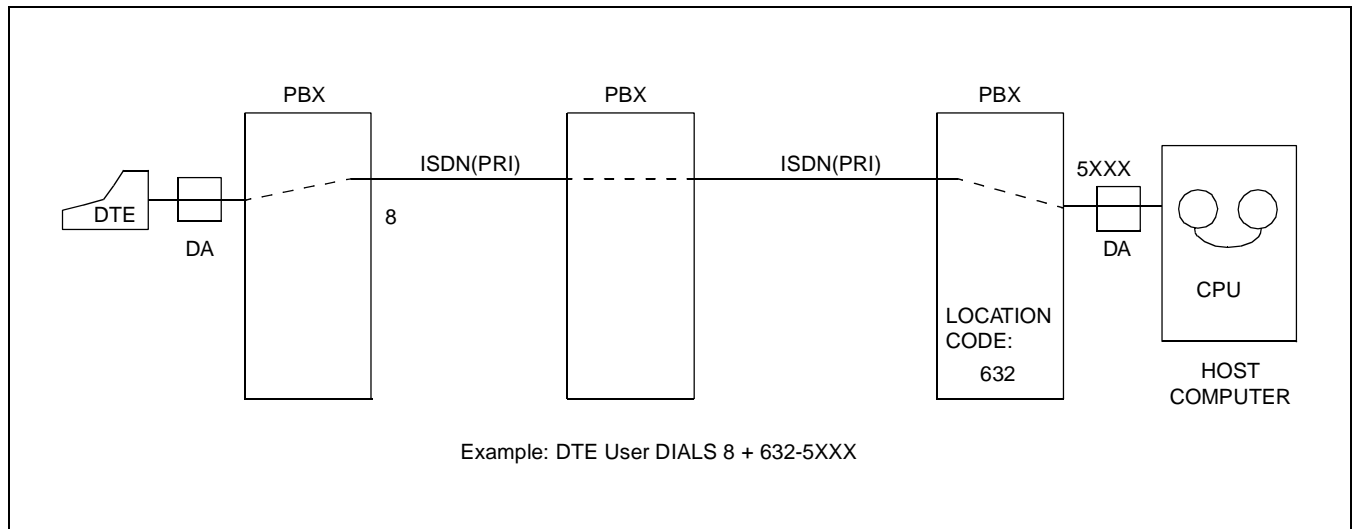 PBX
PBX
PBX
ISDN(PRI)
ISDN(PRI)
5XXX
DTE
8
DA
DA
CPU
LOCATION
CODE:
632
HOST
COMPUTER
Example: DTE User DIALS 8 + 632-5XXX